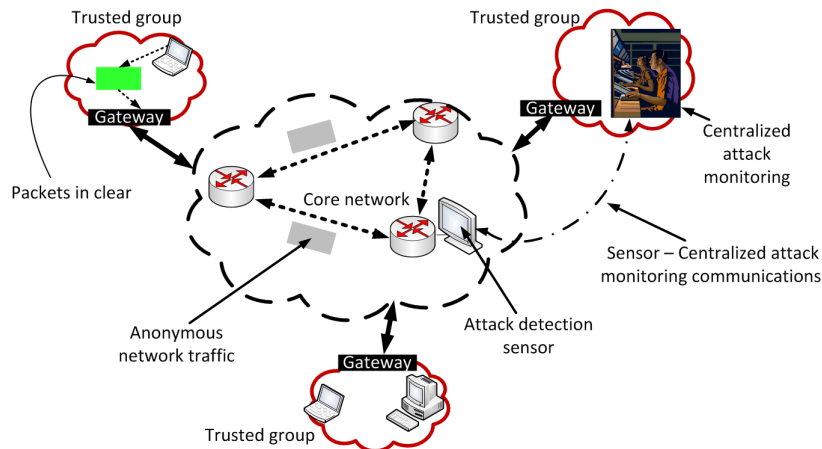 Trusted group
Trusted group
Gateway
Gateway
Centralized
attack
monitoring
Packets in clear
Core network
Sensor – Centralized attack
monitoring communications
Anonymous
network traffic
Attack detection
sensor
Gateway
Trusted group